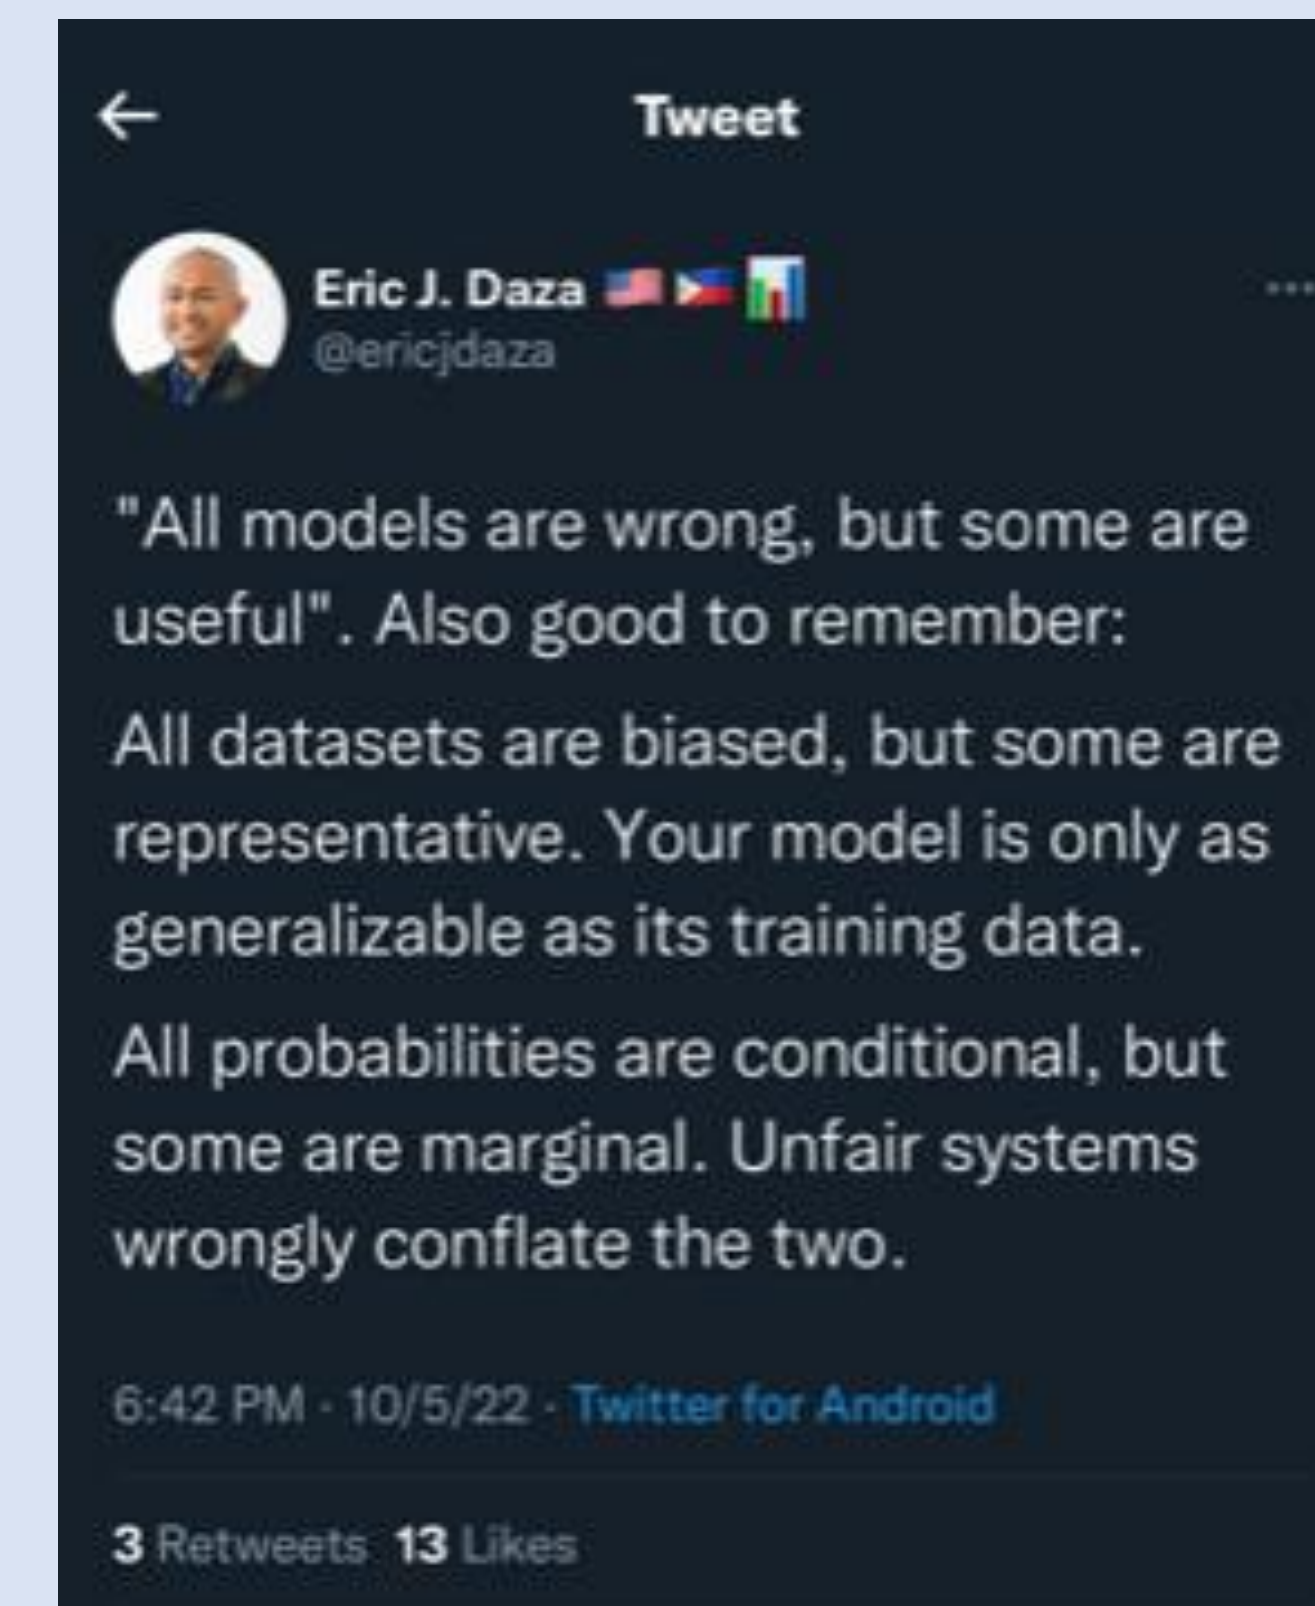 Tweet
Eric J. Daza
@ericjdaza
"All models are wrong, but some are
useful". Also good to remember:
All datasets are biased, but some are
representative. Your model is only as
generalizable as its training data.
All probabilities are conditional, but
some are marginal. Unfair systems
wrongly conflate the two.
6:42 PM · 10/5/22 · Twitter for Android
3 Retweets 13 Likes